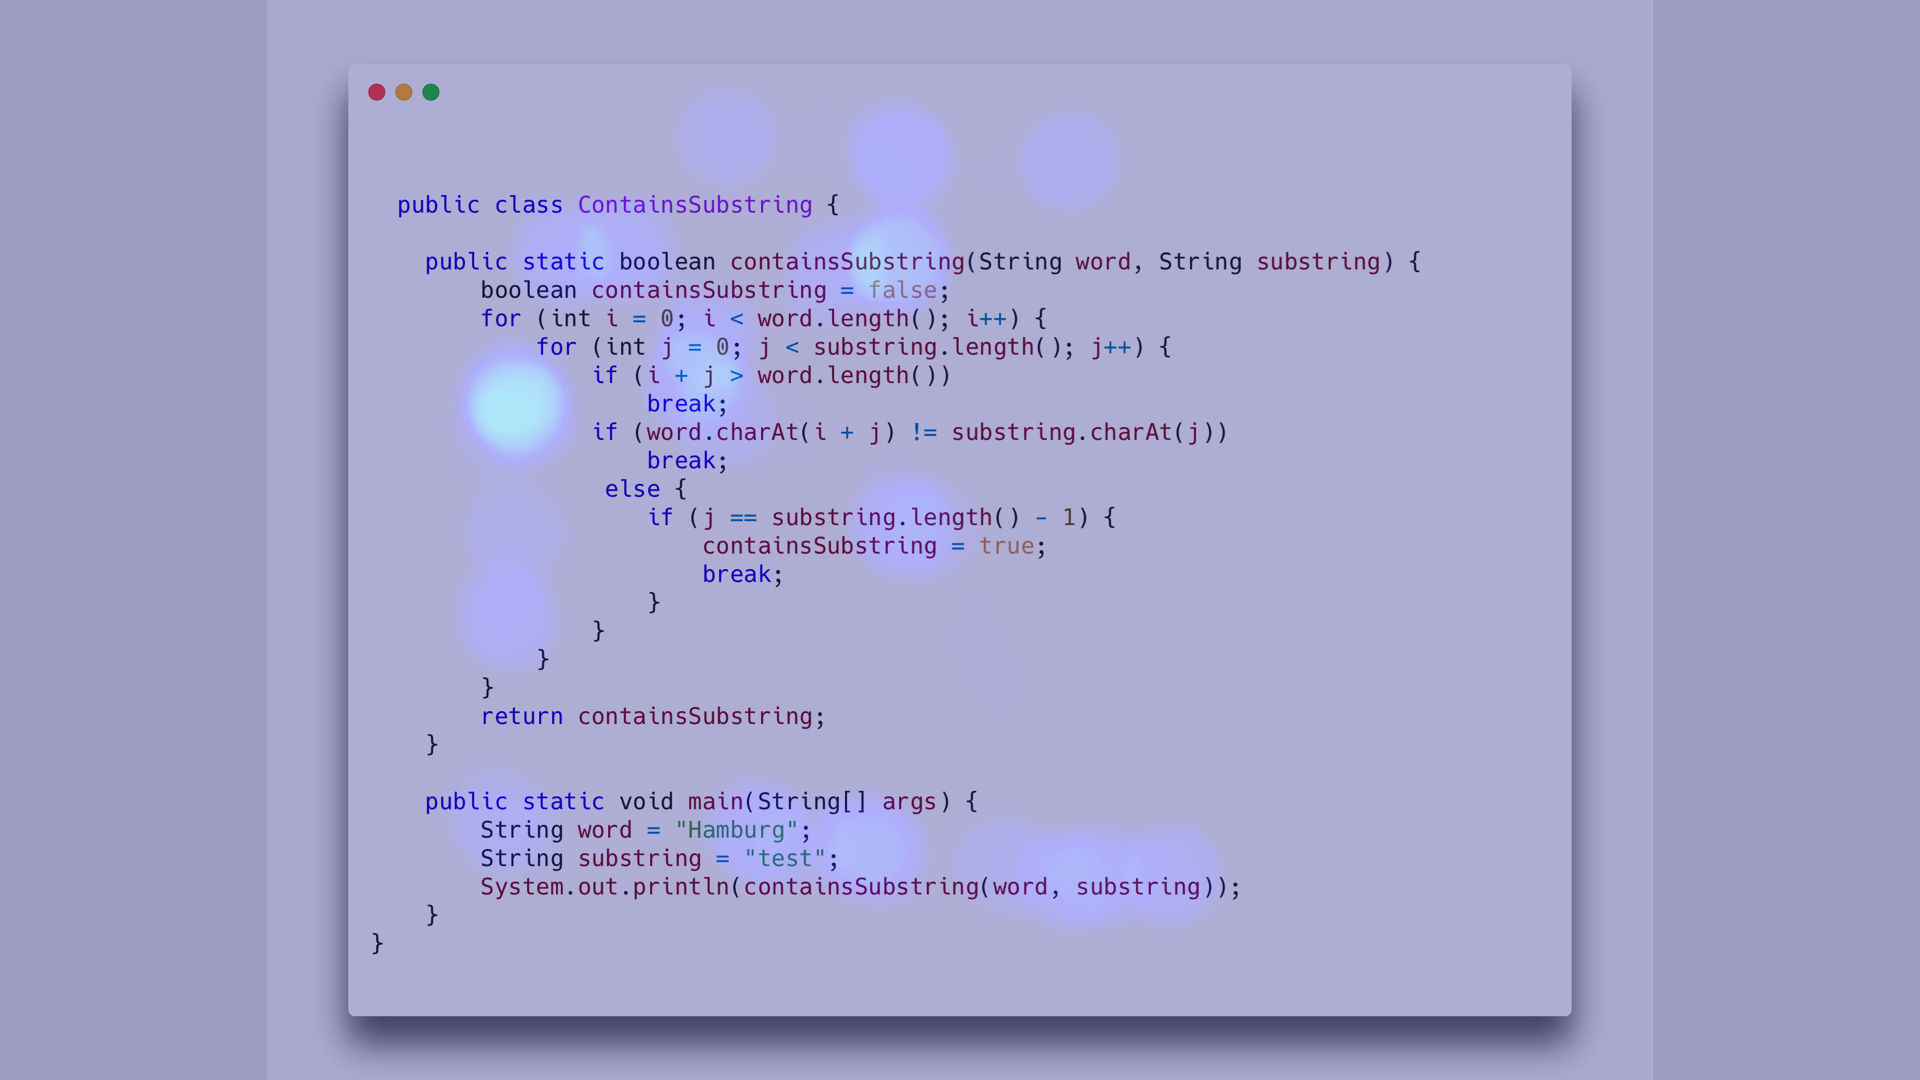 public class ContainsSubstring {
public static boolean containsSubstring(String word, String substring) {
boolean containsSubstring = false;
for (int i = 0; i < word.length(); i++) {
for (int j = 0; j < substring.length(); j++) {
if (i + j > word.length())
break;
if (word.charAt(i + j) != substring.charAt(j))
break;
else {
if (j == substring.length() - 1) {
containsSubstring = true;
break;
}
}
}
}
return containsSubstring;
}
public static void main(String[] args) {
String word = "Hamburg";
String substring = "test";
System.out.println(containsSubstring(word, substring));
}
}